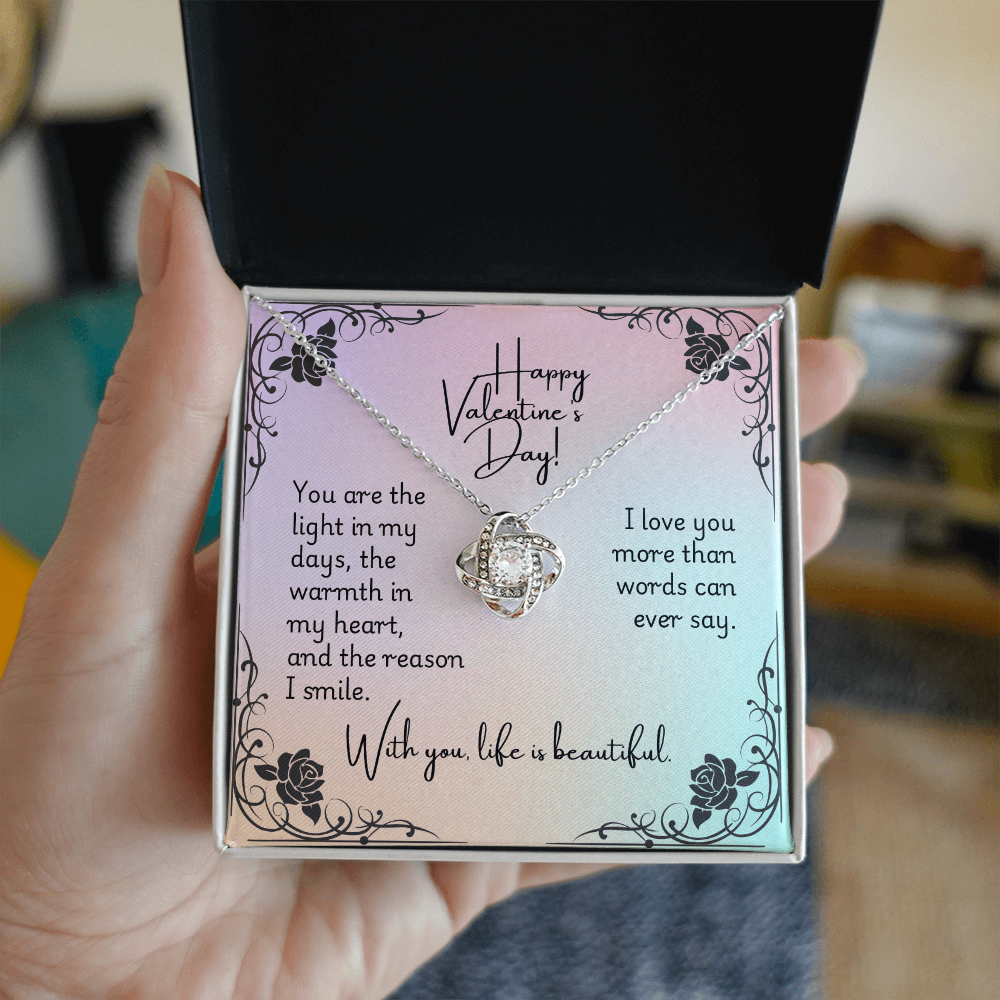 Happy
Valentine's
Day!
You are the
light in my
days, the
warmth in
my heart,
and the reason
I smile.
I love you
more than
words can
ever say.
With you, life is beautiful.